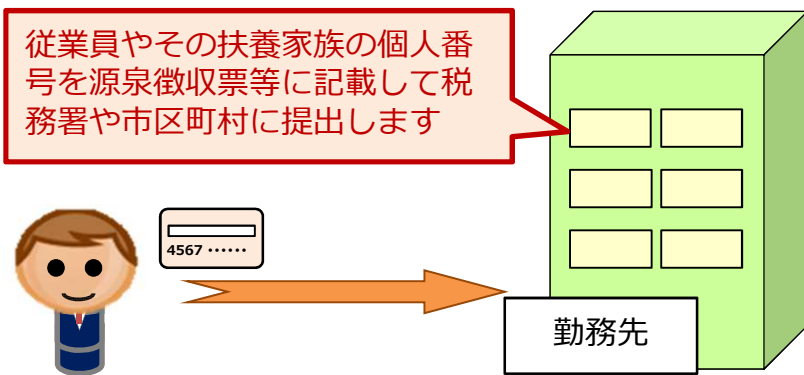 従業員やその扶養家族の個人番
号を源泉徴収票等に記載して税
務署や市区町村に提出します
4567 ······
勤務先